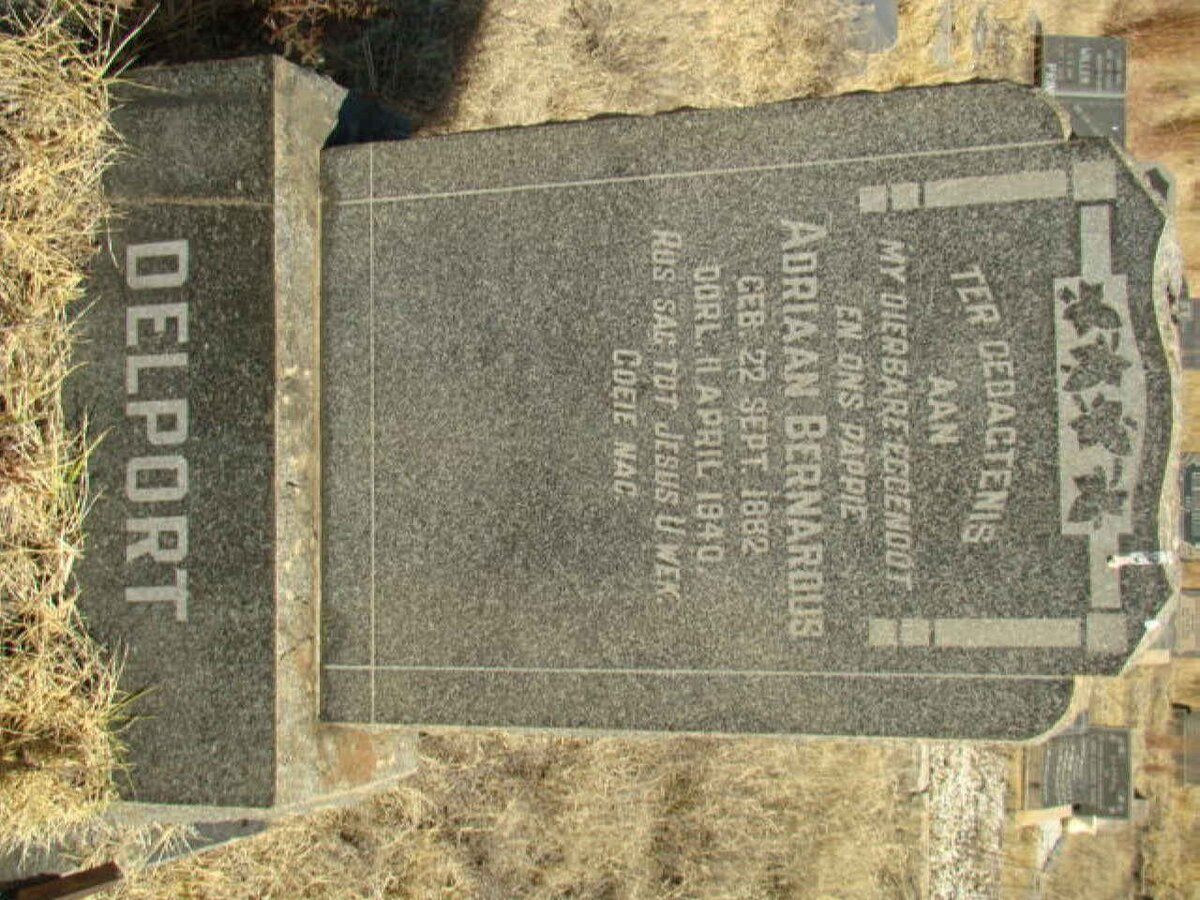 TER GEDAGTENIS
AAN
MY DIERBARE EGGENOOT
EN ONS PAPPIE
ADRIAAN BERNARDUS
GEB. 22 SEPT. 1882
OORL. 11 APRIL 1940
RUS SAG TOT JESUS U WEK
GOEIE NAG
DELPORT